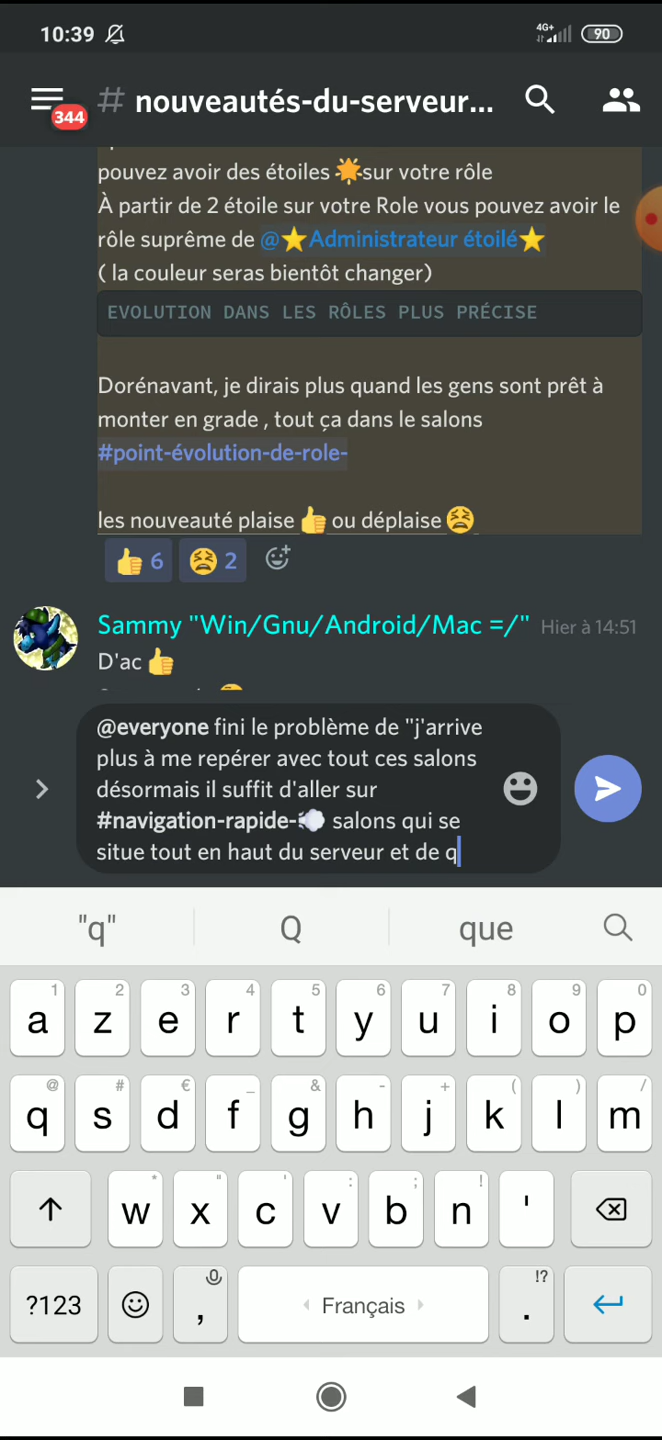 10:39 4G+ 90
344 # nouveautés-du-serveur...
pouvez avoir des étoiles 🌟sur votre rôle
À partir de 2 étoile sur votre Role vous pouvez avoir le
rôle suprême de @⭐Administrateur étoilé⭐
( la couleur seras bientôt changer)
EVOLUTION DANS LES RÔLES PLUS PRÉCISE
Dorénavant, je dirais plus quand les gens sont prêt à
monter en grade , tout ça dans le salons
#point-évolution-de-role-
les nouveauté plaise 👍 ou déplaise 😫
👍 6 😫 2
Sammy "Win/Gnu/Android/Mac =/" Hier à 14:51
D'ac 👍
@everyone fini le problème de "j'arrive
plus à me repérer avec tout ces salons
désormais il suffit d'aller sur
#navigation-rapide-💨 salons qui se
situe tout en haut du serveur et de q
"q" Q que
1 2 3 4 5 6 7 8 9 0
a z e r t y u i o p
@ # € _ & - + ( ) /
q s d f g h j k l m
* " ' : ; !
w x c v b n '
?123 , Français . !?